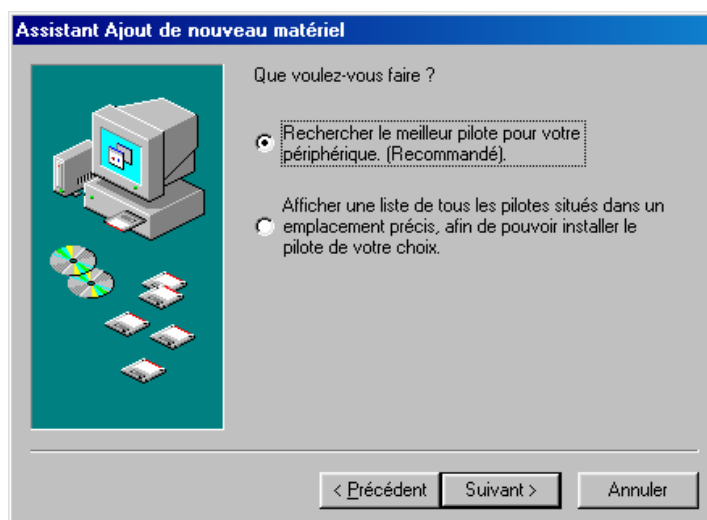 Assistant Ajout de nouveau matériel
Que voulez-vous faire ?
Rechercher le meilleur pilote pour votre
périphérique. (Recommandé).
Afficher une liste de tous les pilotes situés dans un
emplacement précis, afin de pouvoir installer le
pilote de votre choix.
< Précédent
Suivant >
Annuler